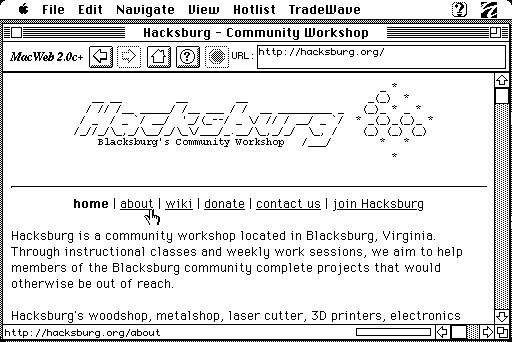 File Edit Navigate View Hotlist TradeWave
Hacksburg - Community Workshop
MacWeb 2.0c+
URL: http://hacksburg.org/
Hacksburg
Blacksburg's Community Workshop
home | about | wiki | donate | contact us | join Hacksburg
Hacksburg is a community workshop located in Blacksburg, Virginia.
Through instructional classes and weekly work sessions, we aim to help
members of the Blacksburg community complete projects that would
otherwise be out of reach.
Hacksburg's woodshop, metalshop, laser cutter, 3D printers, electronics
http://hacksburg.org/about